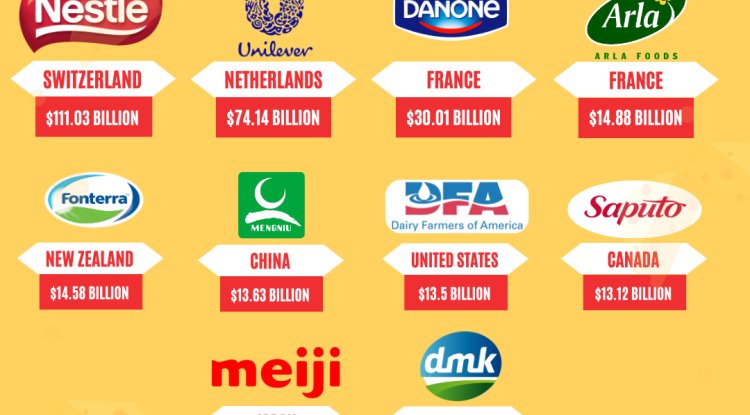 Nestlē
Unilever
DANONE
Arla
ARLA FOODS
SWITZERLAND
NETHERLANDS
FRANCE
FRANCE
$111.03 BILLION
$74.14 BILLION
$30.01 BILLION
$14.88 BILLION
Fonterra
MENGNIU
DFA
Dairy Farmers of America
Saputo
NEW ZEALAND
CHINA
UNITED STATES
CANADA
$14.58 BILLION
$13.63 BILLION
$13.5 BILLION
$13.12 BILLION
meiji
dmk